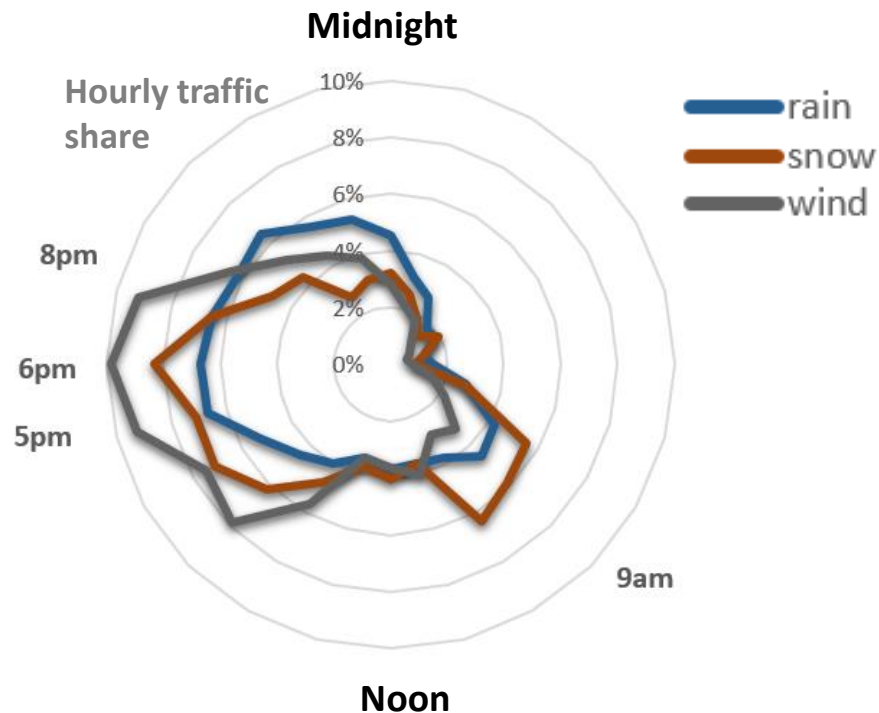 Midnight
Hourly traffic
share
10%
8%
6%
4%
2%
0%
rain
snow
wind
8pm
6pm
5pm
9am
Noon